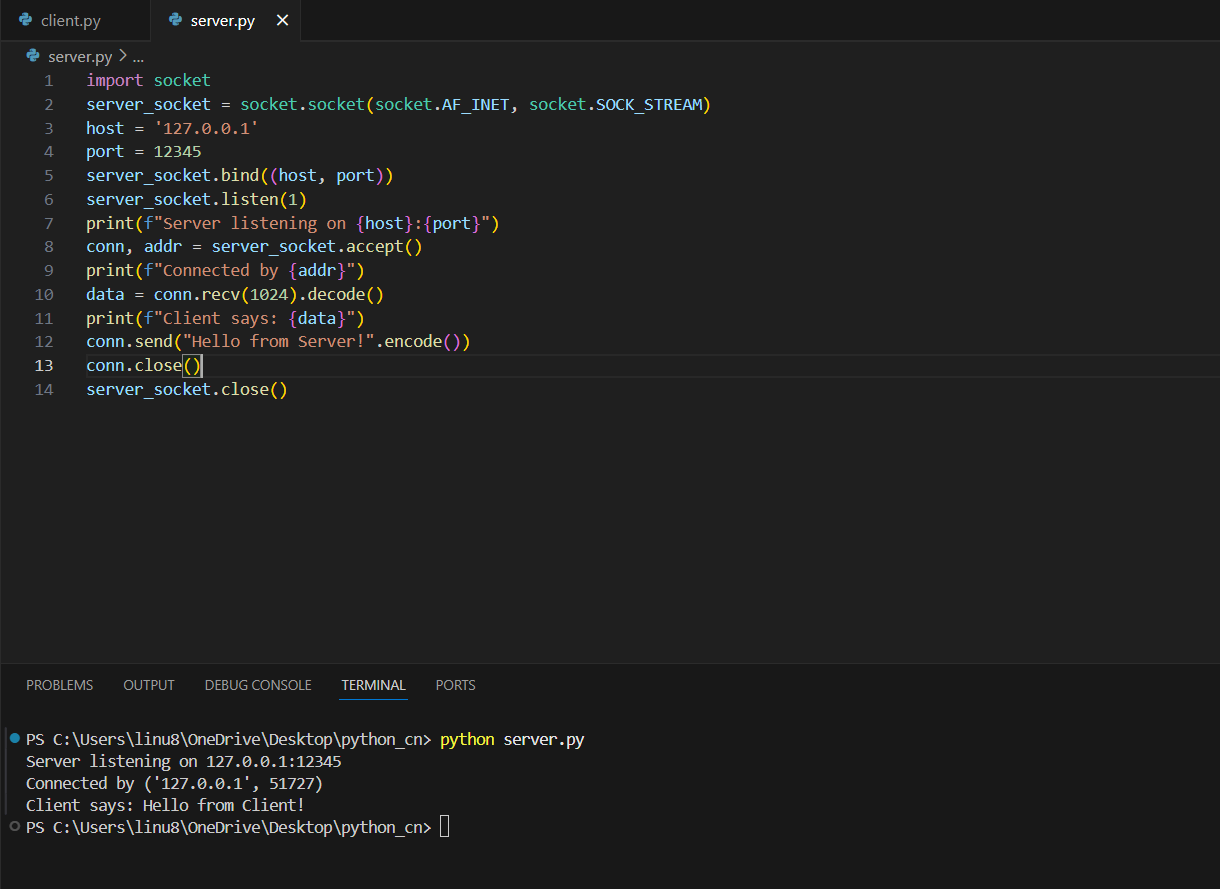 client.py server.py
server.py > ...
1 import socket
2 server_socket = socket.socket(socket.AF_INET, socket.SOCK_STREAM)
3 host = '127.0.0.1'
4 port = 12345
5 server_socket.bind((host, port))
6 server_socket.listen(1)
7 print(f"Server listening on {host}:{port}")
8 conn, addr = server_socket.accept()
9 print(f"Connected by {addr}")
10 data = conn.recv(1024).decode()
11 print(f"Client says: {data}")
12 conn.send("Hello from Server!".encode())
13 conn.close()
14 server_socket.close()
PROBLEMS OUTPUT DEBUG CONSOLE TERMINAL PORTS
PS C:\Users\linu8\OneDrive\Desktop\python_cn> python server.py
Server listening on 127.0.0.1:12345
Connected by ('127.0.0.1', 51727)
Client says: Hello from Client!
PS C:\Users\linu8\OneDrive\Desktop\python_cn>